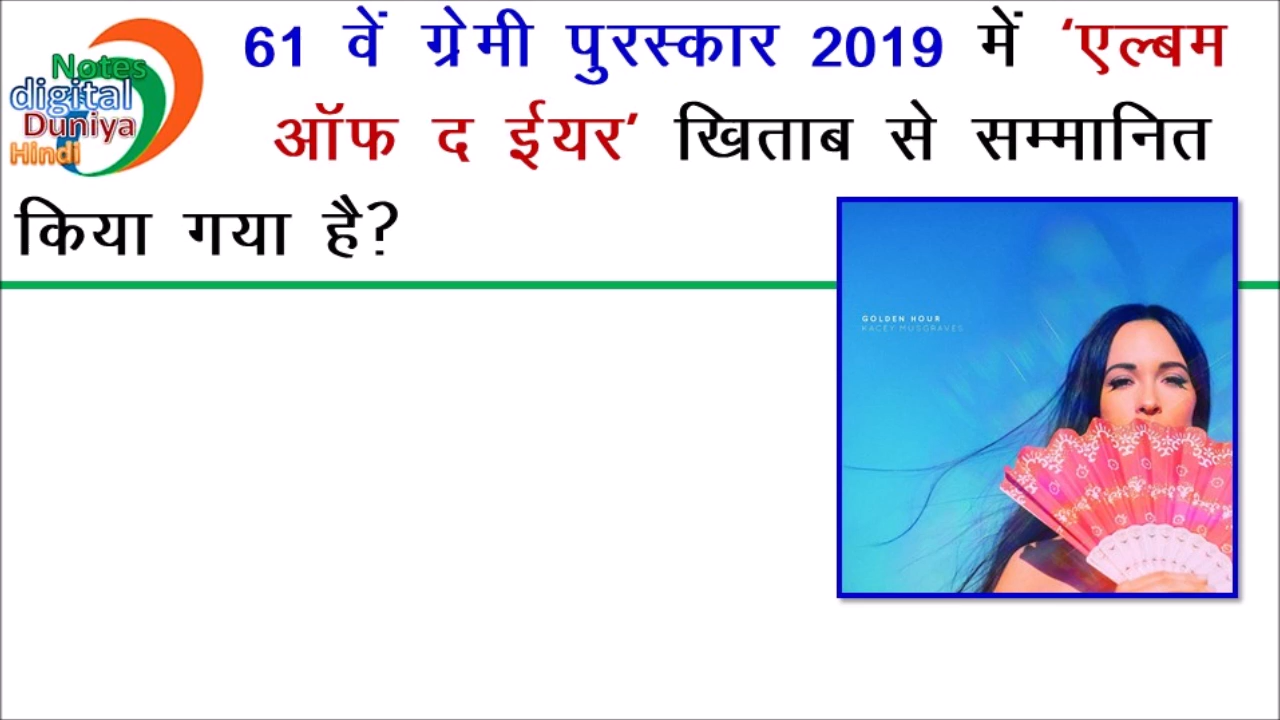 Notes
digital
Duniya
Hindi
61 वें ग्रेमी पुरस्कार 2019 में ‘एल्बम
ऑफ द ईयर’ खिताब से सम्मानित
किया गया है?
GOLDEN HOUR
KACEY MUSGRAVES